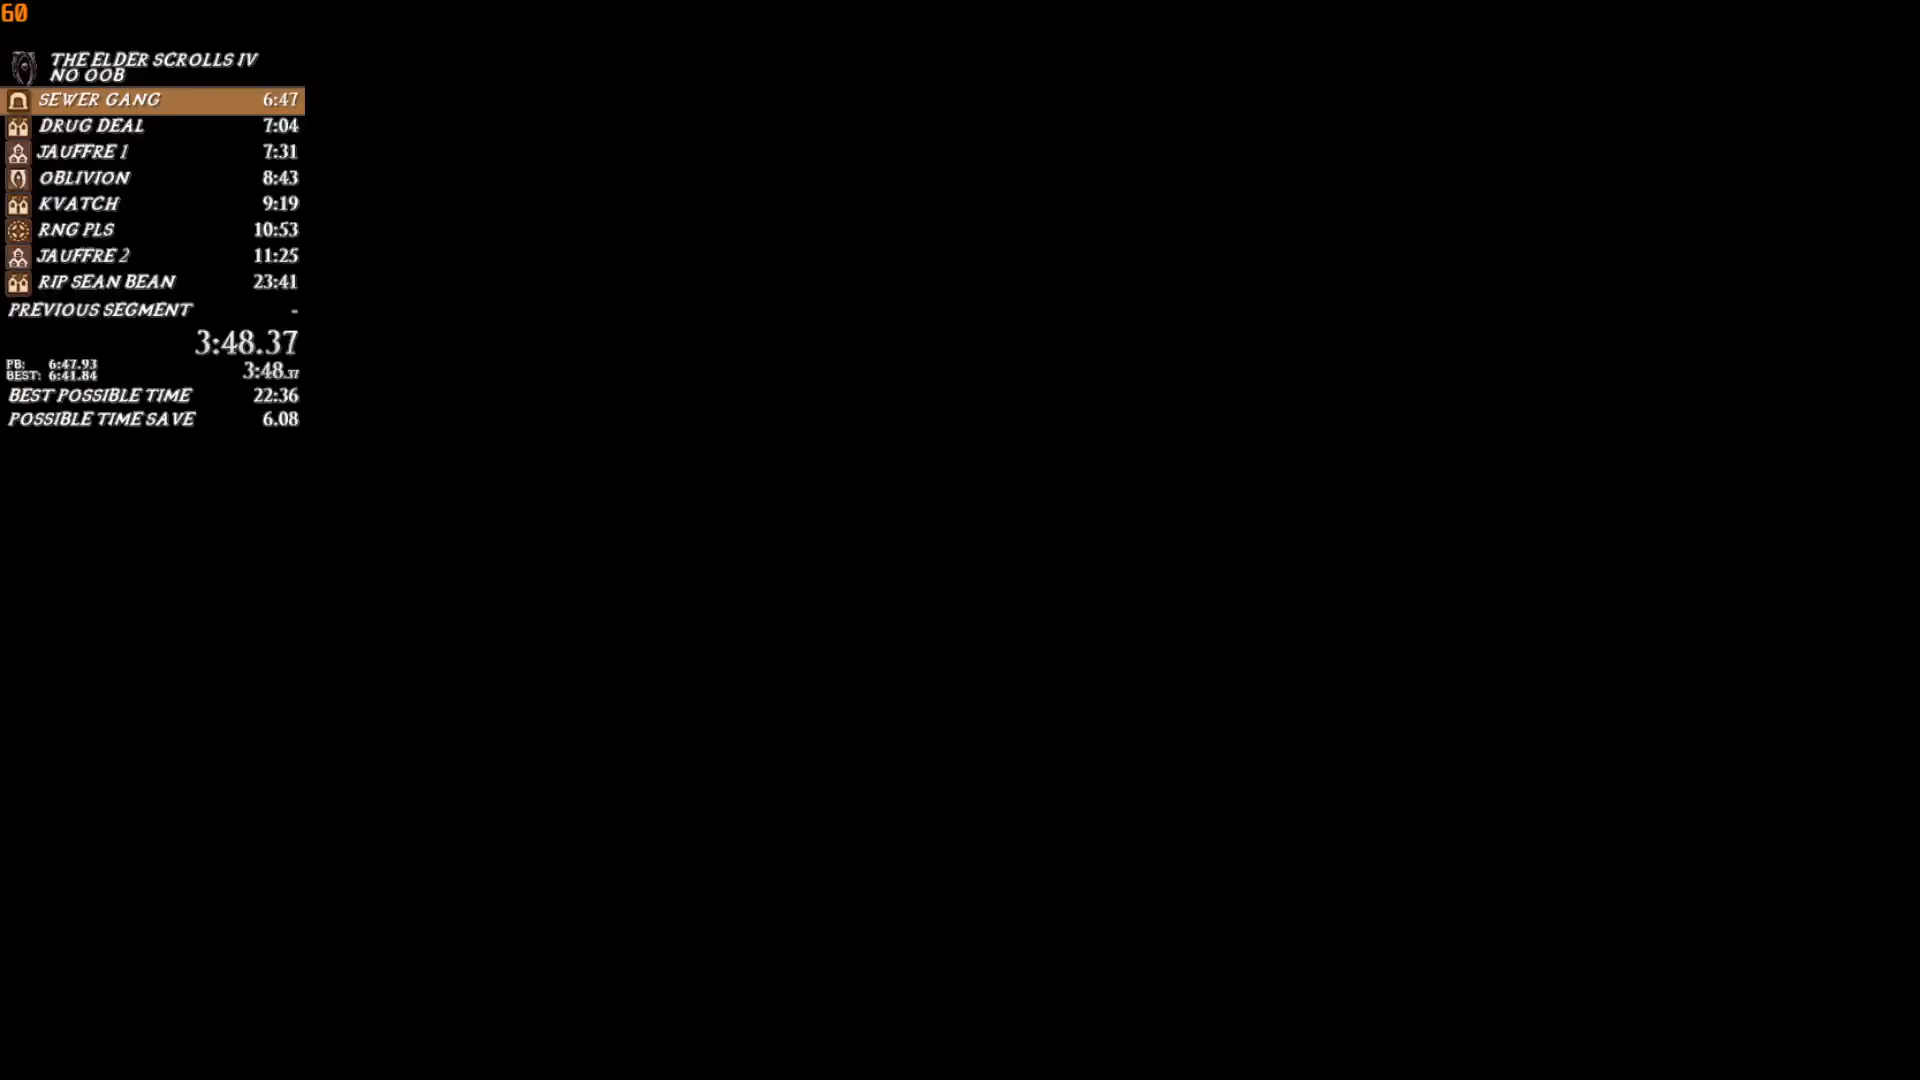 60
THE ELDER SCROLLS IV
NO OOB
SEWER GANG 6:47
DRUG DEAL 7:04
JAUFFRE 1 7:31
OBLIVION 8:43
KVATCH 9:19
RNG PLS 10:53
JAUFFRE 2 11:25
RIP SEAN BEAN 23:41
PREVIOUS SEGMENT -
3:48.37
PB: 6:47.93
BEST: 6:41.84 3:48.37
BEST POSSIBLE TIME 22:36
POSSIBLE TIME SAVE 6.08